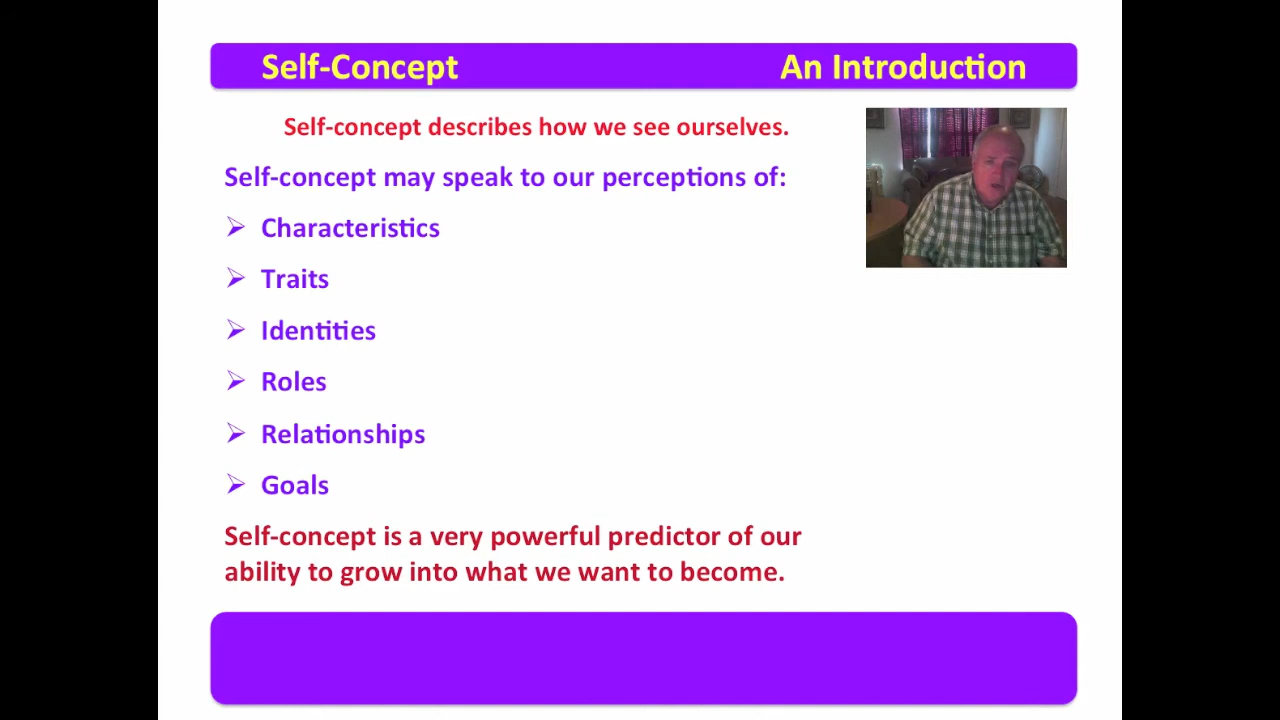 Self-Concept An Introduction
Self-concept describes how we see ourselves.
Self-concept may speak to our perceptions of:
➢ Characteristics
➢ Traits
➢ Identities
➢ Roles
➢ Relationships
➢ Goals
Self-concept is a very powerful predictor of our
ability to grow into what we want to become.